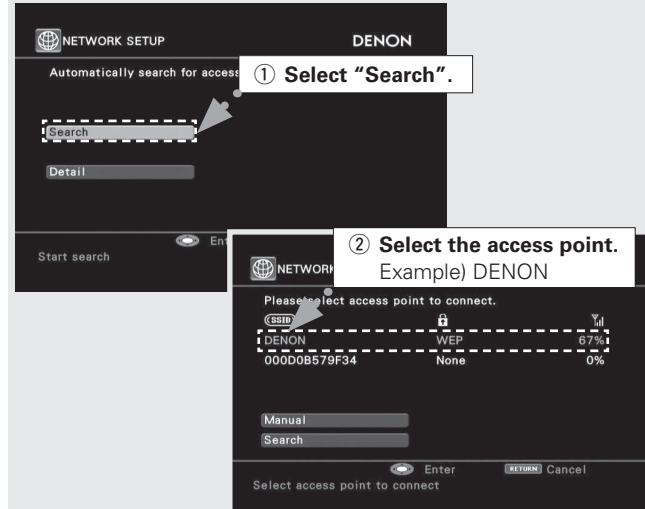 NETWORK SETUP DENON
Automatically search for access
① Select “Search”.
Search
Detail
Start search
② Select the access point.
Example) DENON
Please select access point to connect.
SSID
DENON WEP 67%
000D0B579F34 None 0%
Manual
Search
Enter RETURN Cancel
Select access point to connect